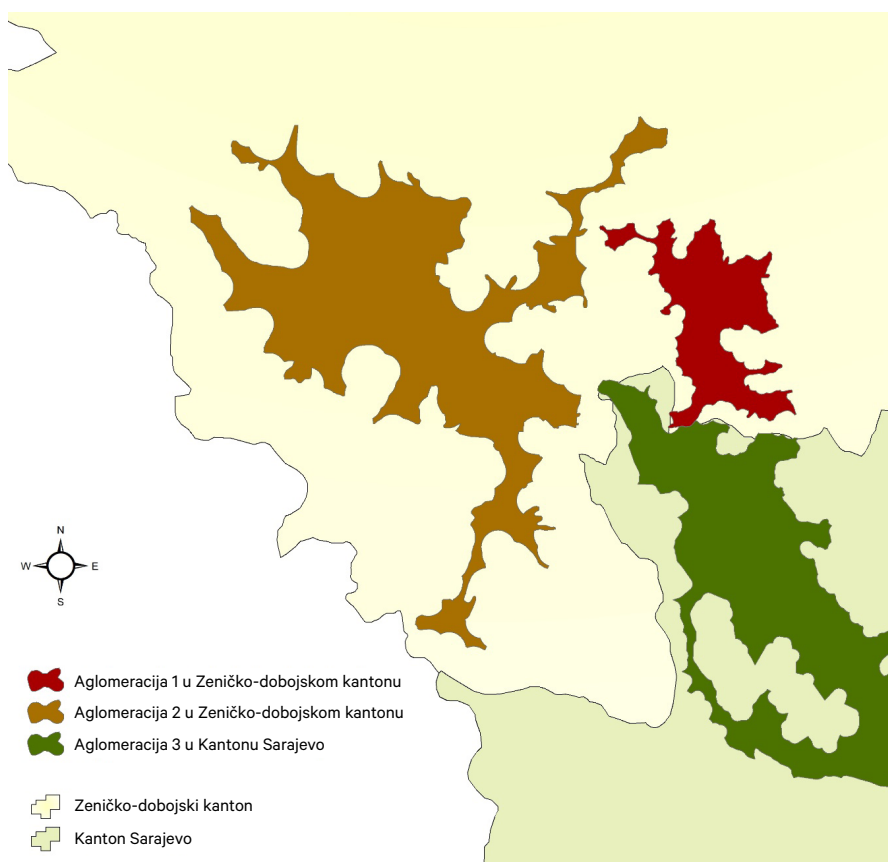 N
W E
S
Aglomeracija 1 u Zeničko-dobojskom kantonu
Aglomeracija 2 u Zeničko-dobojskom kantonu
Aglomeracija 3 u Kantonu Sarajevo
Zeničko-dobojski kanton
Kanton Sarajevo